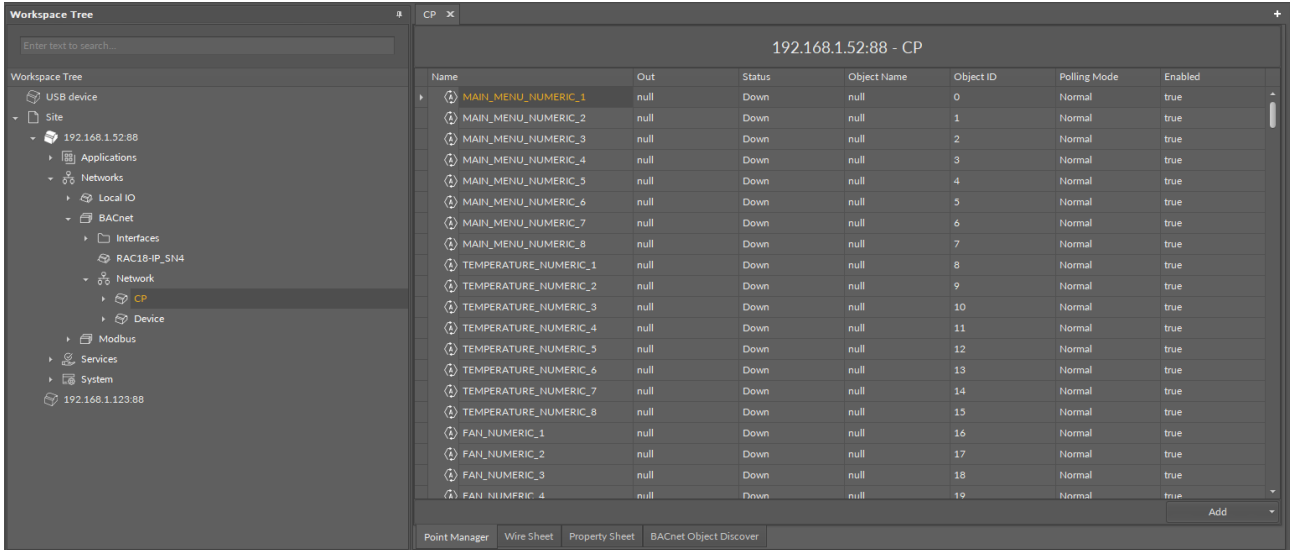 Workspace Tree
Enter text to search...
Workspace Tree
USB device
Site
192.168.1.52:88
Applications
Networks
Local IO
BACnet
Interfaces
RAC18-IP_SN4
Network
CP
Device
Modbus
Services
System
192.168.1.123:88
CP
192.168.1.52:88 - CP
Name Out Status Object Name Object ID Polling Mode Enabled
MAIN_MENU_NUMERIC_1 null Down null 0 Normal true
MAIN_MENU_NUMERIC_2 null Down null 1 Normal true
MAIN_MENU_NUMERIC_3 null Down null 2 Normal true
MAIN_MENU_NUMERIC_4 null Down null 3 Normal true
MAIN_MENU_NUMERIC_5 null Down null 4 Normal true
MAIN_MENU_NUMERIC_6 null Down null 5 Normal true
MAIN_MENU_NUMERIC_7 null Down null 6 Normal true
MAIN_MENU_NUMERIC_8 null Down null 7 Normal true
TEMPERATURE_NUMERIC_1 null Down null 8 Normal true
TEMPERATURE_NUMERIC_2 null Down null 9 Normal true
TEMPERATURE_NUMERIC_3 null Down null 10 Normal true
TEMPERATURE_NUMERIC_4 null Down null 11 Normal true
TEMPERATURE_NUMERIC_5 null Down null 12 Normal true
TEMPERATURE_NUMERIC_6 null Down null 13 Normal true
TEMPERATURE_NUMERIC_7 null Down null 14 Normal true
TEMPERATURE_NUMERIC_8 null Down null 15 Normal true
FAN_NUMERIC_1 null Down null 16 Normal true
FAN_NUMERIC_2 null Down null 17 Normal true
FAN_NUMERIC_3 null Down null 18 Normal true
FAN_NUMERIC_4 null Down null 19 Normal true
Add
Point Manager Wire Sheet Property Sheet BACnet Object Discover